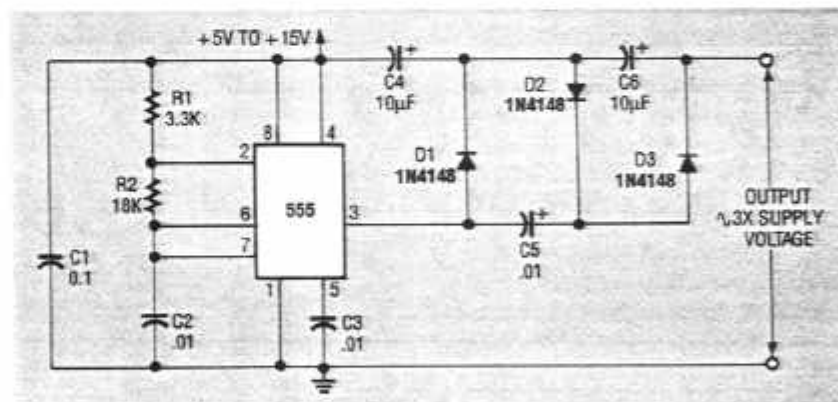 +5V TO +15V
C4
10µF
D2
1N4148
C6
10µF
R1
3.3K
8
4
2
D1
1N4148
D3
1N4148
R2
18K
555
6
3
7
OUTPUT
∿3X SUPPLY
VOLTAGE
C5
.01
C1
0.1
1
5
C2
.01
C3
.01